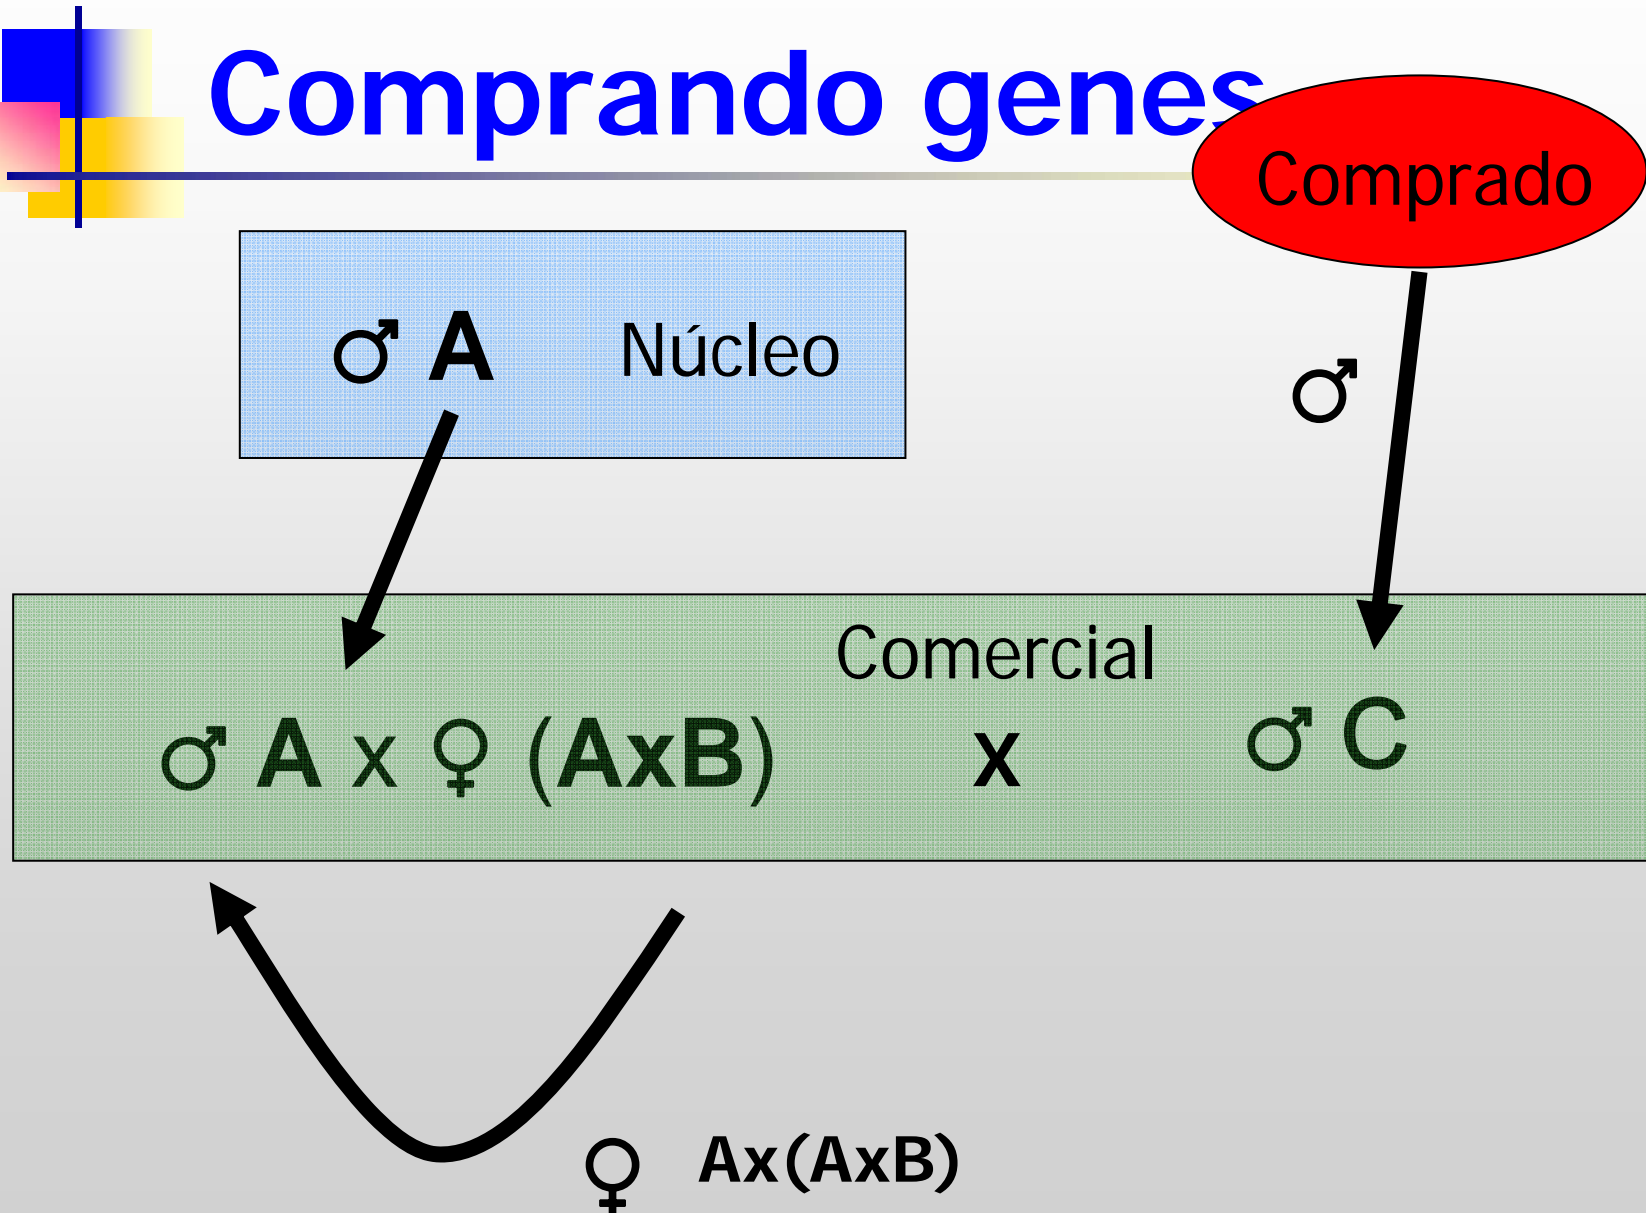 Comprando genes
Comprado
♂ A Núcleo
♂
Comercial
♂ A x ♀ (AxB) x ♂ C
♀ Ax(AxB)